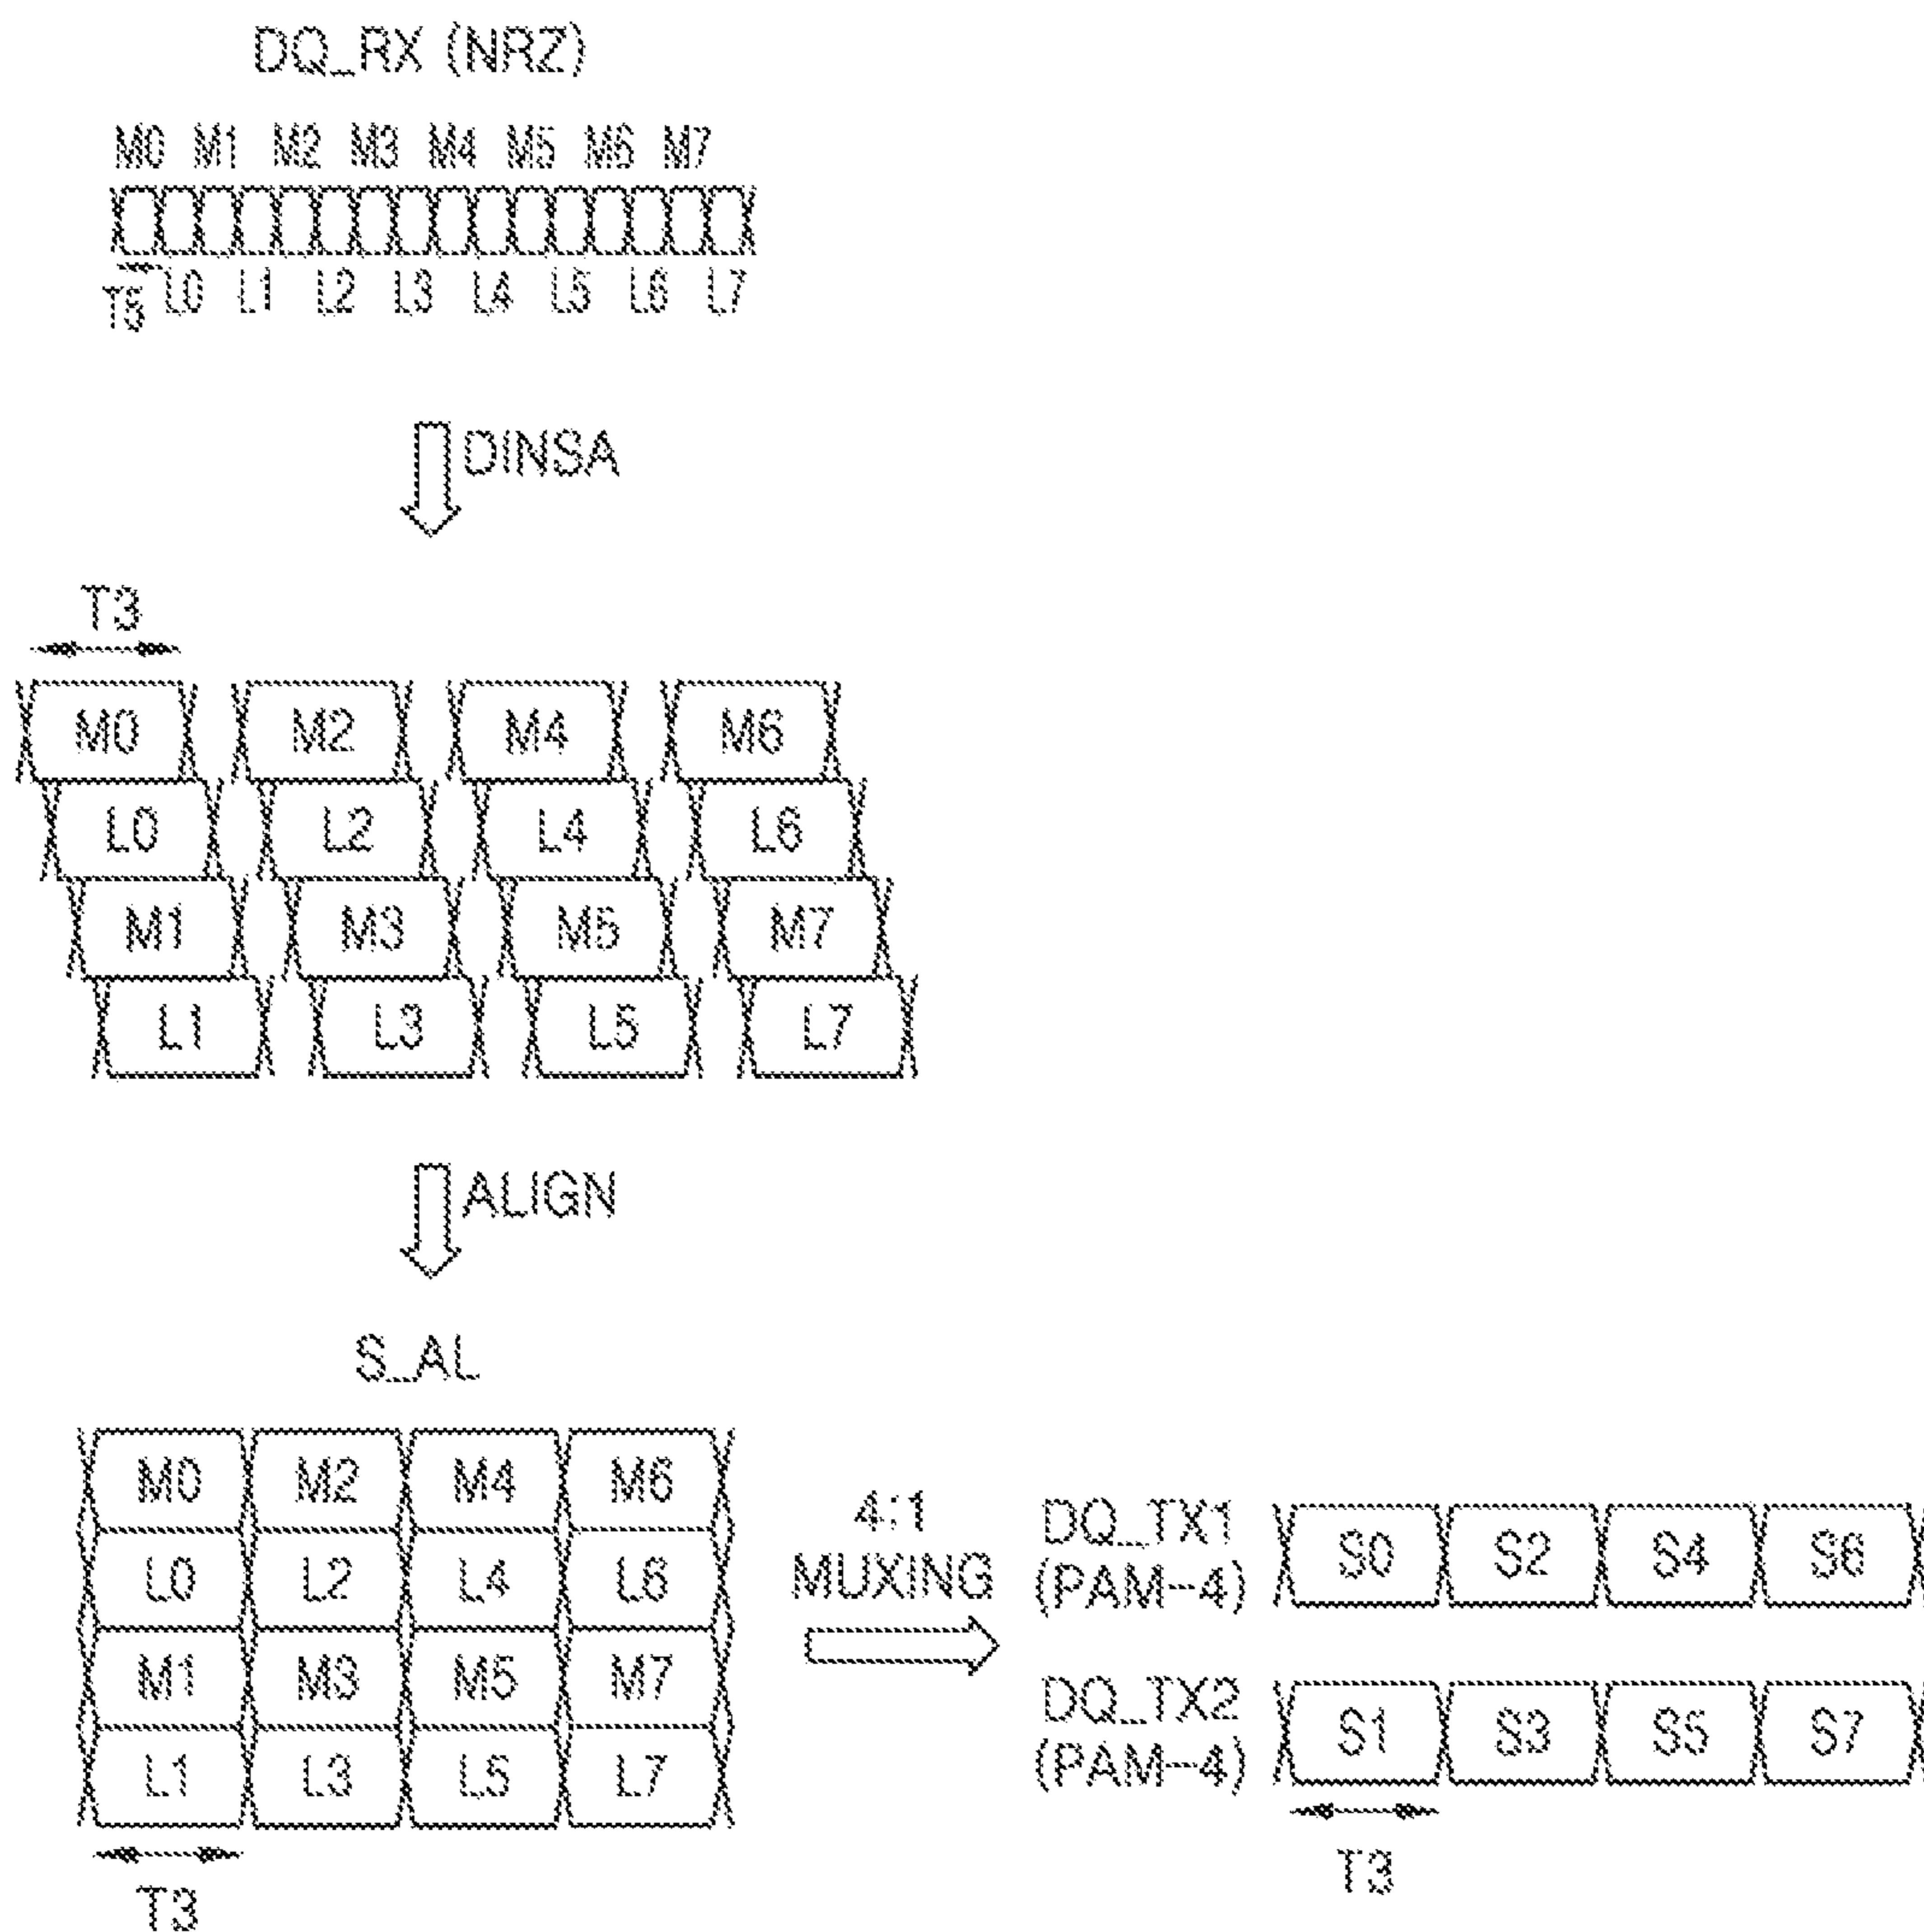 DQ_RX (NRZ)
M0 M1 M2 M3 M4 M5 M6 M7
T5 L0 L1 L2 L3 L4 L5 L6 L7
DINSA
T3
M0 M2 M4 M6
L0 L2 L4 L6
M1 M3 M5 M7
L1 L3 L5 L7
ALIGN
S_AL
M0 M2 M4 M6
L0 L2 L4 L6
M1 M3 M5 M7
L1 L3 L5 L7
T3
4:1
MUXING
DQ_TX1
(PAM-4)
S0 S2 S4 S6
DQ_TX2
(PAM-4)
S1 S3 S5 S7
T3